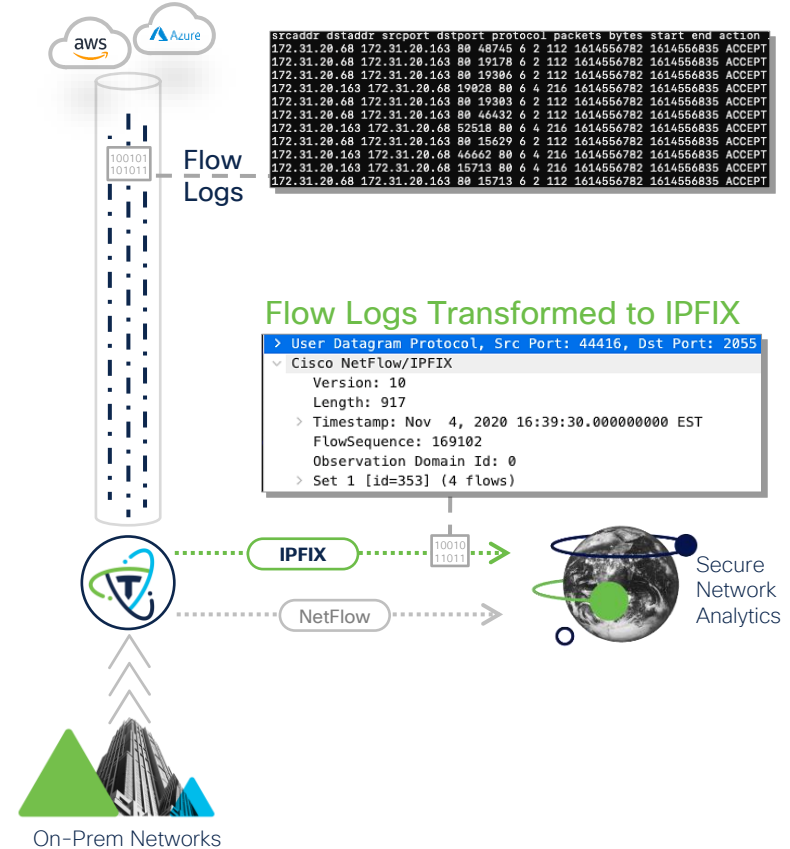 aws
Azure
srcaddr dstaddr srcport dstport protocol packets bytes start end action
172.31.20.68 172.31.20.163 80 48745 6 2 112 1614556782 1614556835 ACCEPT
172.31.20.68 172.31.20.163 80 19178 6 2 112 1614556782 1614556835 ACCEPT
172.31.20.68 172.31.20.163 80 19306 6 2 112 1614556782 1614556835 ACCEPT
172.31.20.163 172.31.20.68 19028 80 6 4 216 1614556782 1614556835 ACCEPT
172.31.20.68 172.31.20.163 80 19303 6 2 112 1614556782 1614556835 ACCEPT
172.31.20.68 172.31.20.163 80 46432 6 2 112 1614556782 1614556835 ACCEPT
172.31.20.163 172.31.20.68 52518 80 6 4 216 1614556782 1614556835 ACCEPT
172.31.20.68 172.31.20.163 80 15629 6 2 112 1614556782 1614556835 ACCEPT
172.31.20.163 172.31.20.68 46662 80 6 4 216 1614556782 1614556835 ACCEPT
172.31.20.163 172.31.20.68 15713 80 6 4 216 1614556782 1614556835 ACCEPT
172.31.20.68 172.31.20.163 80 15713 6 2 112 1614556782 1614556835 ACCEPT
100101
101011
Flow
Logs
Flow Logs Transformed to IPFIX
User Datagram Protocol, Src Port: 44416, Dst Port: 2055
Cisco NetFlow/IPFIX
Version: 10
Length: 917
Timestamp: Nov  4, 2020 16:39:30.000000000 EST
FlowSequence: 169102
Observation Domain Id: 0
Set 1 [id=353] (4 flows)
T
IPFIX
10010
11011
NetFlow
Secure
Network
Analytics
On-Prem Networks